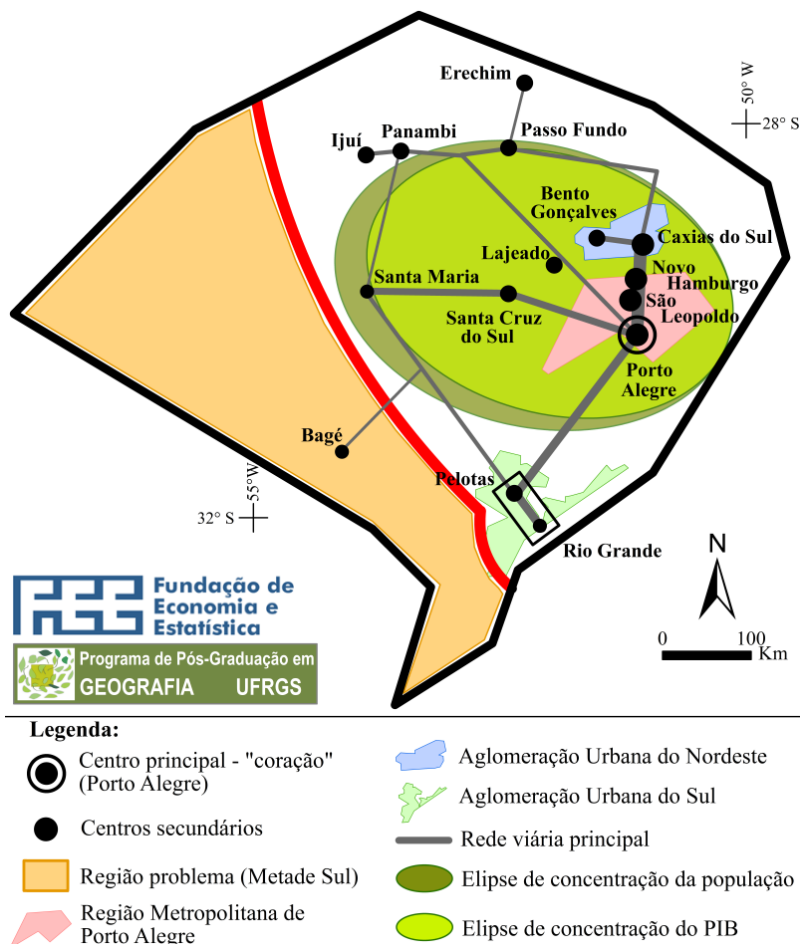 Erechim
50° W
28° S
Ijuí
Panambi
Passo Fundo
Bento
Gonçalves
Caxias do Sul
Lajeado
Novo
Hamburgo
Santa Maria
São
Leopoldo
Santa Cruz
do Sul
Porto
Alegre
Bagé
55°W
32° S
Pelotas
Rio Grande
N
0 100
Km
FEE Fundação de
Economia e
Estatística
Programa de Pós-Graduação em
GEOGRAFIA UFRGS
Legenda:
Centro principal - "coração"
(Porto Alegre)
Centros secundários
Região problema (Metade Sul)
Região Metropolitana de
Porto Alegre
Aglomeração Urbana do Nordeste
Aglomeração Urbana do Sul
Rede viária principal
Elipse de concentração da população
Elipse de concentração do PIB